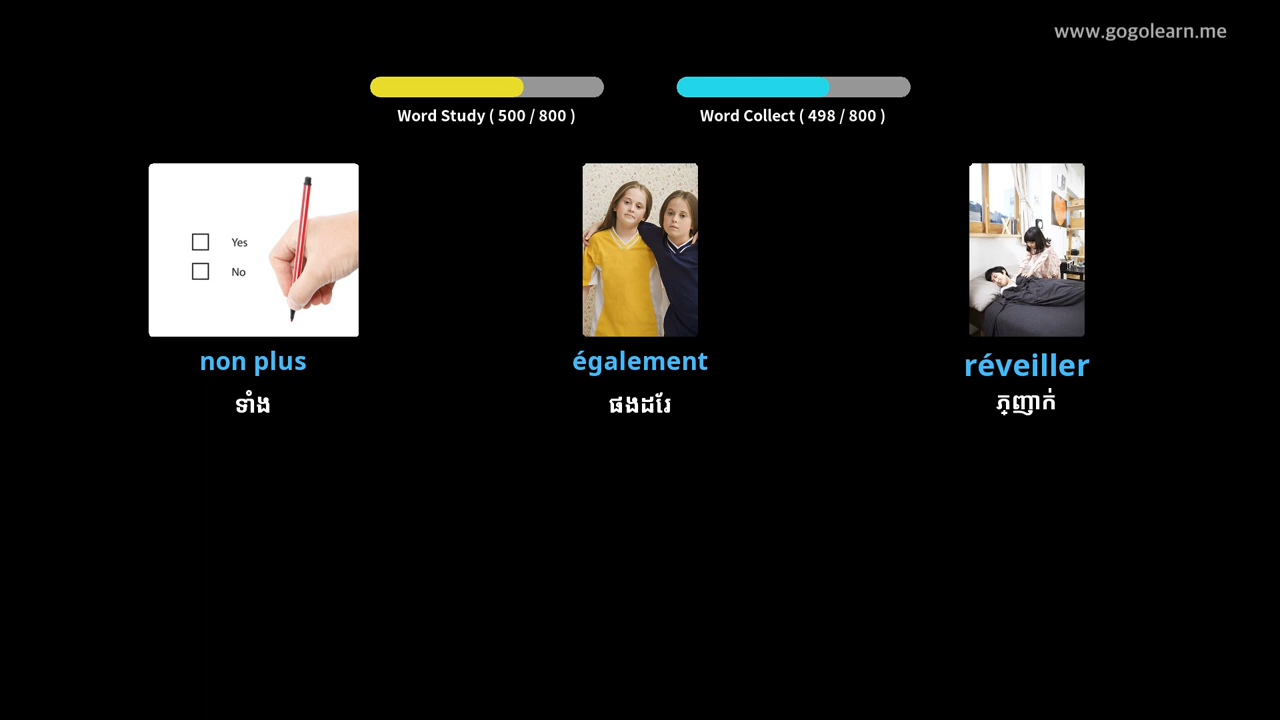 www.gogolearn.me
Word Study ( 500 / 800 )
Word Collect ( 498 / 800 )
Yes
No
non plus
également
réveiller
ទាំង
ផងដរែ
ភ្ញាក់